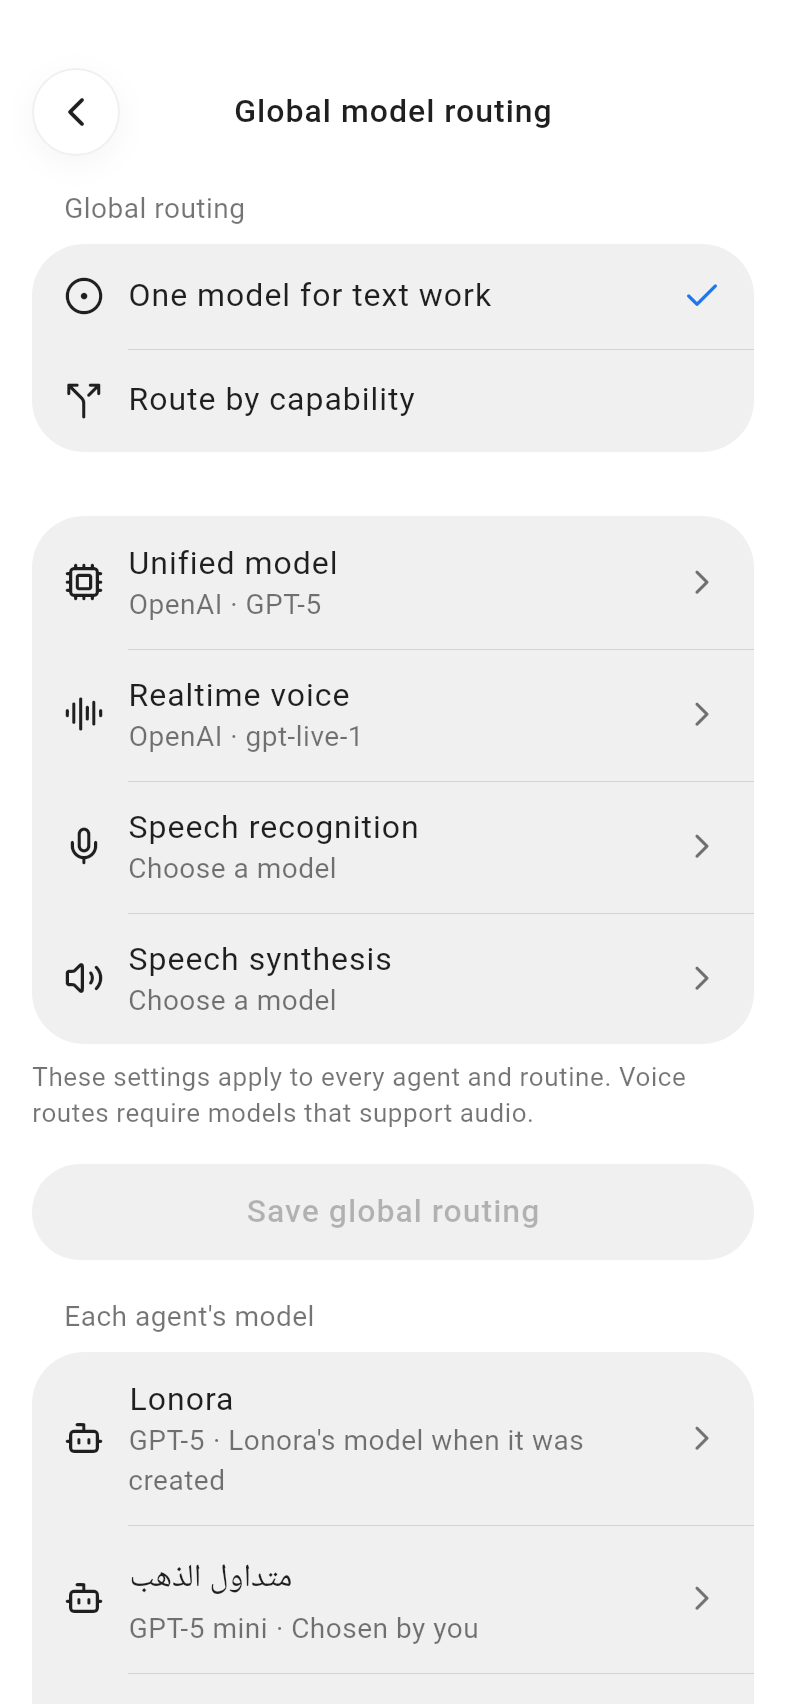 Global model routing
Global routing
One model for text work
Route by capability
Unified model
OpenAI · GPT-5
Realtime voice
OpenAI · gpt-live-1
Speech recognition
Choose a model
Speech synthesis
Choose a model
These settings apply to every agent and routine. Voice
routes require models that support audio.
Save global routing
Each agent's model
Lonora
GPT-5 · Lonora's model when it was
created
متداول الذهب
GPT-5 mini · Chosen by you